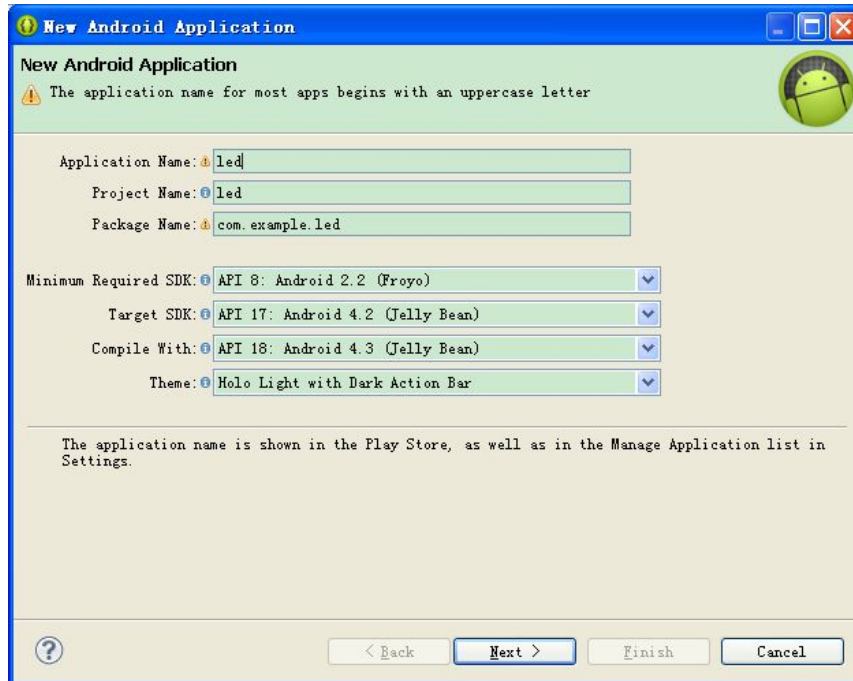 New Android Application
New Android Application
The application name for most apps begins with an uppercase letter
Application Name: led
Project Name: led
Package Name: com.example.led
Minimum Required SDK: API 8: Android 2.2 (Froyo)
Target SDK: API 17: Android 4.2 (Jelly Bean)
Compile With: API 18: Android 4.3 (Jelly Bean)
Theme: Holo Light with Dark Action Bar
The application name is shown in the Play Store, as well as in the Manage Application list in
Settings.
< Back Next > Finish Cancel